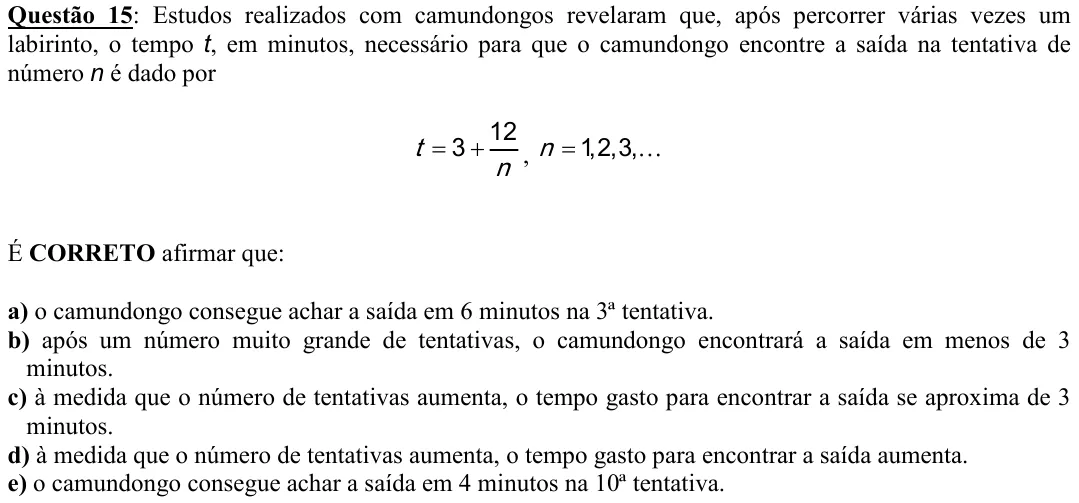 Questão 15: Estudos realizados com camundongos revelaram que, após percorrer várias vezes um
labirinto, o tempo t, em minutos, necessário para que o camundongo encontre a saída na tentativa de
número n é dado por
t = 3 + 12/n , n = 1,2,3,...
É CORRETO afirmar que:
a) o camundongo consegue achar a saída em 6 minutos na 3ª tentativa.
b) após um número muito grande de tentativas, o camundongo encontrará a saída em menos de 3
minutos.
c) à medida que o número de tentativas aumenta, o tempo gasto para encontrar a saída se aproxima de 3
minutos.
d) à medida que o número de tentativas aumenta, o tempo gasto para encontrar a saída aumenta.
e) o camundongo consegue achar a saída em 4 minutos na 10ª tentativa.